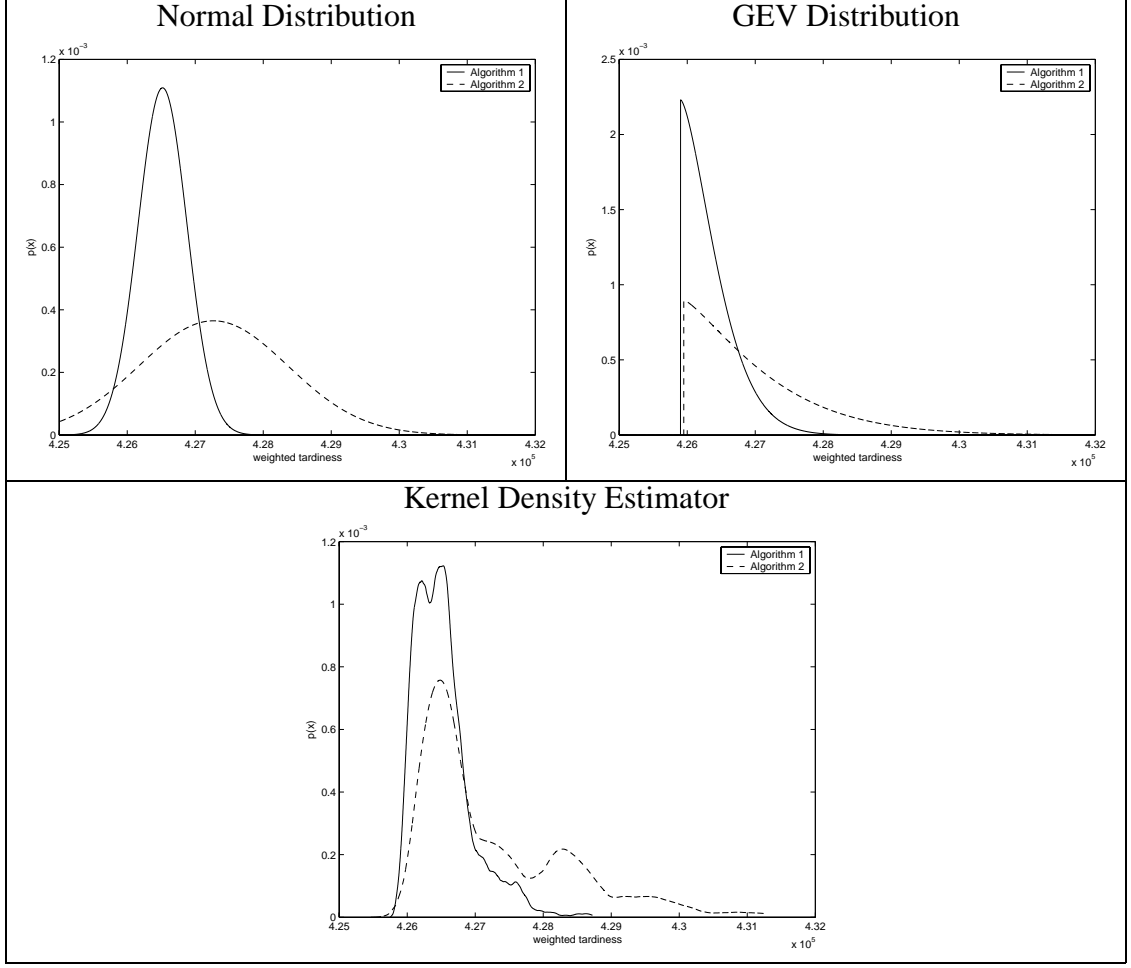 Normal Distribution
x 10⁻³
1.2
1
0.8
0.6
0.4
0.2
0
p(x)
4.25 4.26 4.27 4.28 4.29 4.3 4.31 4.32
weighted tardiness
x 10⁵
Algorithm 1
Algorithm 2
GEV Distribution
x 10⁻³
2.5
2
1.5
1
0.5
0
p(x)
4.25 4.26 4.27 4.28 4.29 4.3 4.31 4.32
weighted tardiness
x 10⁵
Algorithm 1
Algorithm 2
Kernel Density Estimator
x 10⁻³
1.2
1
0.8
0.6
0.4
0.2
0
p(x)
4.25 4.26 4.27 4.28 4.29 4.3 4.31 4.32
weighted tardiness
x 10⁵
Algorithm 1
Algorithm 2